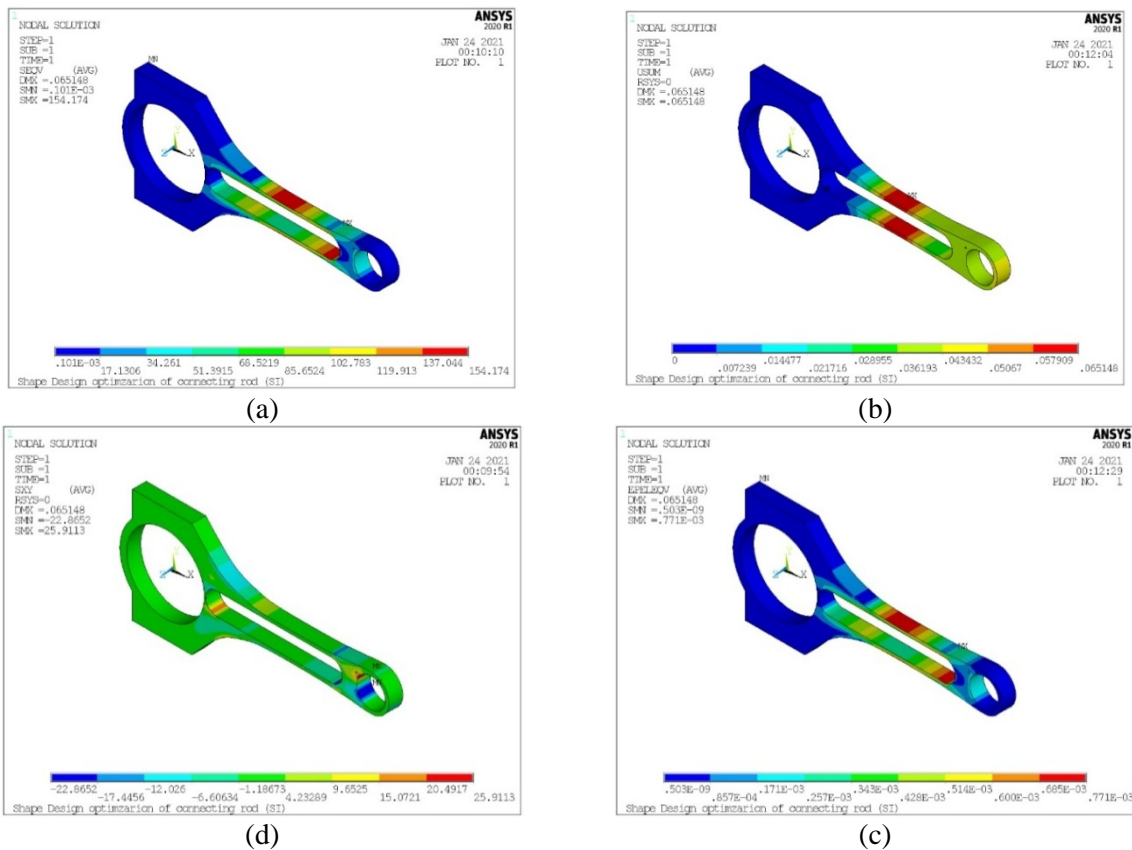 1
NODAL SOLUTION
STEP=1
SUB =1
TIME=1
SEQV (AVG)
DMX =.065148
SMN =.101E-03
SMX =154.174
ANSYS
2020 R1
JAN 24 2021
00:10:10
PLOT NO. 1
MN
Y
Z X
MX
.101E-03 34.261 68.5219 102.783 137.044
17.1306 51.3915 85.6524 119.913 154.174
Shape Design optimzarion of connecting rod (SI)
(a)
1
NODAL SOLUTION
STEP=1
SUB =1
TIME=1
USUM (AVG)
RSYS=0
DMX =.065148
SMX =.065148
ANSYS
2020 R1
JAN 24 2021
00:12:04
PLOT NO. 1
Y
Z X
MX
0 .014477 .028955 .043432 .057909
.007239 .021716 .036193 .05067 .065148
Shape Design optimzarion of connecting rod (SI)
(b)
1
NODAL SOLUTION
STEP=1
SUB =1
TIME=1
SXY (AVG)
RSYS=0
DMX =.065148
SMN =-22.8652
SMX =25.9113
ANSYS
2020 R1
JAN 24 2021
00:09:54
PLOT NO. 1
Y
Z X
-22.8652 -12.026 -1.18673 9.6525 20.4917
-17.4456 -6.60634 4.23289 15.0721 25.9113
Shape Design optimzarion of connecting rod (SI)
(d)
1
NODAL SOLUTION
STEP=1
SUB =1
TIME=1
EPELEQV (AVG)
DMX =.065148
SMN =.503E-09
SMX =.771E-03
ANSYS
2020 R1
JAN 24 2021
00:12:29
PLOT NO. 1
MN
Y
Z X
MX
.503E-09 .171E-03 .343E-03 .514E-03 .685E-03
.857E-04 .257E-03 .428E-03 .600E-03 .771E-03
Shape Design optimzarion of connecting rod (SI)
(c)